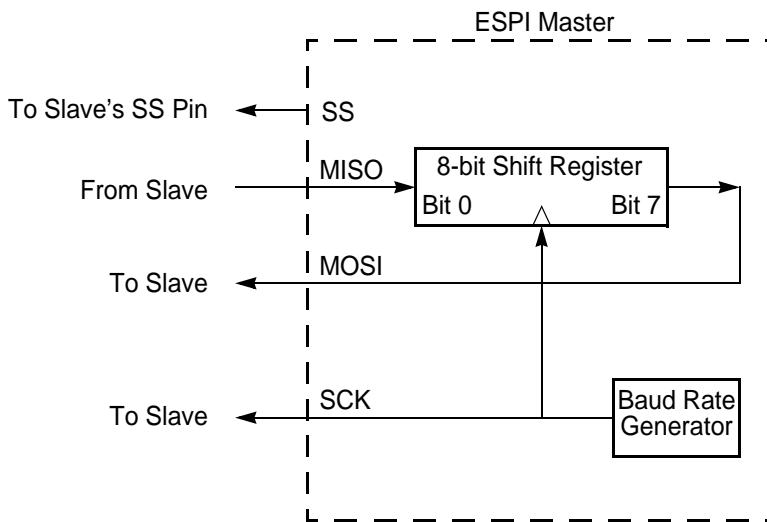 ESPI Master
To Slave's SS Pin
SS
MISO
8-bit Shift Register
From Slave
Bit 0
Bit 7
MOSI
To Slave
SCK
Baud Rate
Generator
To Slave